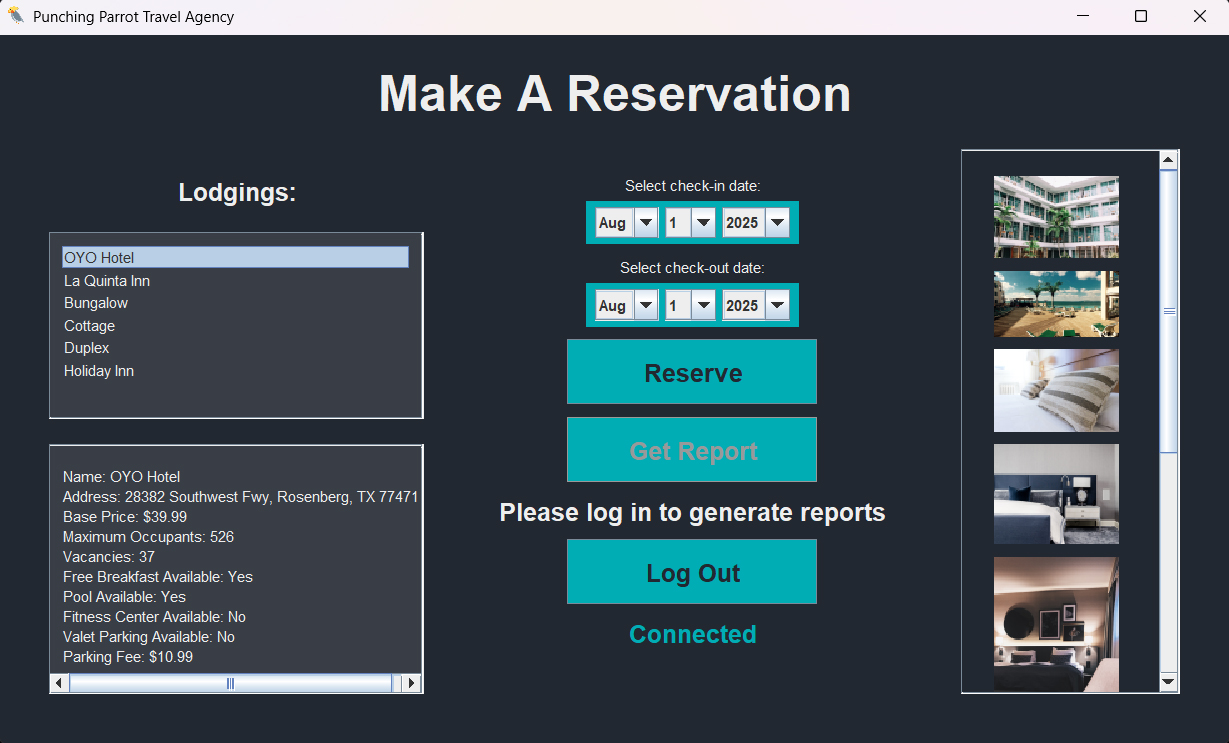 Punching Parrot Travel Agency
Make A Reservation
Lodgings:
OYO Hotel
La Quinta Inn
Bungalow
Cottage
Duplex
Holiday Inn
Name: OYO Hotel
Address: 28382 Southwest Fwy, Rosenberg, TX 77471
Base Price: $39.99
Maximum Occupants: 526
Vacancies: 37
Free Breakfast Available: Yes
Pool Available: Yes
Fitness Center Available: No
Valet Parking Available: No
Parking Fee: $10.99
Select check-in date:
Aug 1 2025
Select check-out date:
Aug 1 2025
Reserve
Get Report
Please log in to generate reports
Log Out
Connected